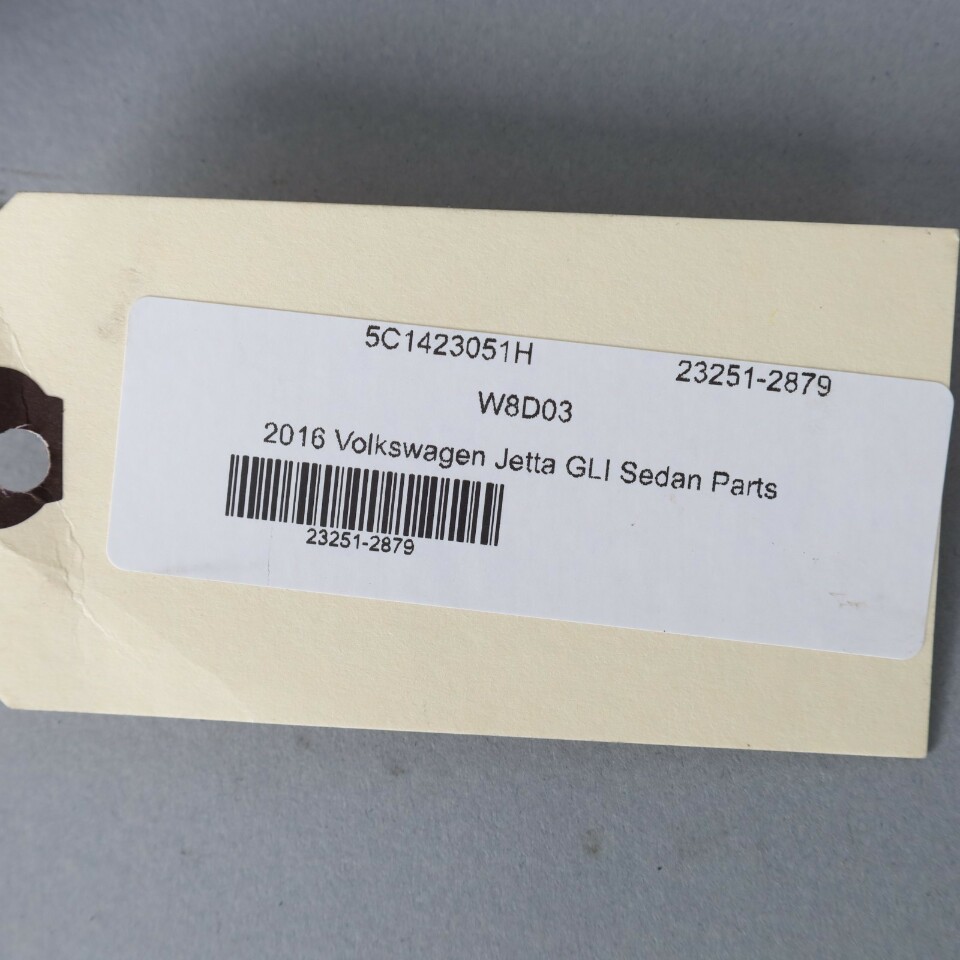 5C1423051H 23251-2879
W8D03
2016 Volkswagen Jetta GLI Sedan Parts
23251-2879